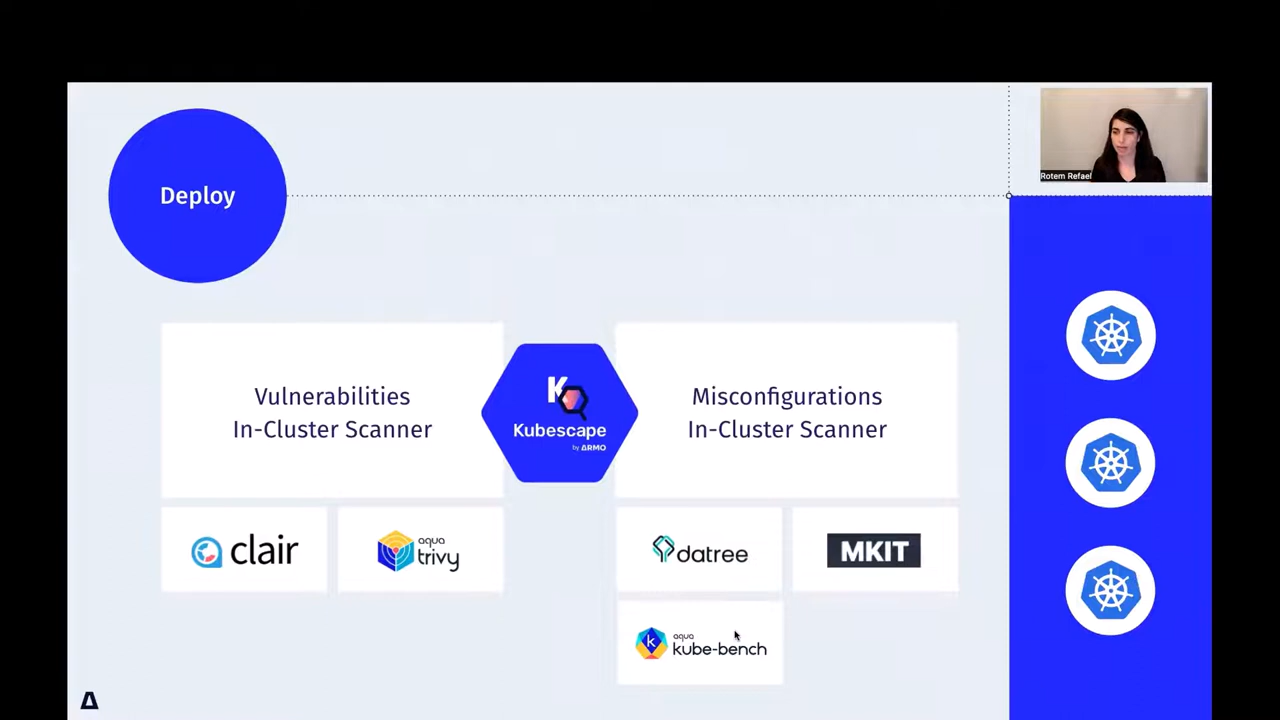 Deploy
Rotem Refael
Vulnerabilities
In-Cluster Scanner
K
Kubescape
by ARMO
Misconfigurations
In-Cluster Scanner
clair
aqua
trivy
datree
MKIT
k
aqua
kube-bench